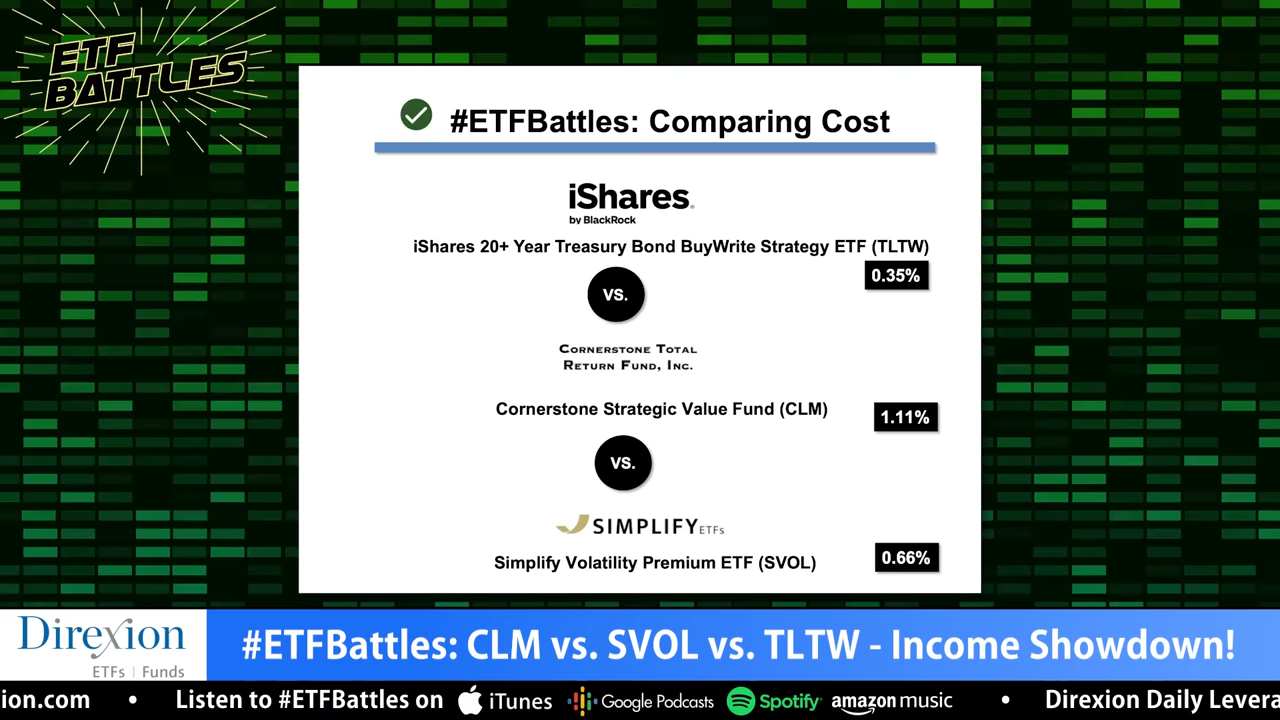 ETF
BATTLES
#ETFBattles: Comparing Cost
iShares®
by BlackRock
iShares 20+ Year Treasury Bond BuyWrite Strategy ETF (TLTW)
0.35%
VS.
CORNERSTONE TOTAL
RETURN FUND, INC.
Cornerstone Strategic Value Fund (CLM)
1.11%
VS.
SIMPLIFY ETFs
Simplify Volatility Premium ETF (SVOL)
0.66%
Direxion
ETFs | Funds
#ETFBattles: CLM vs. SVOL vs. TLTW - Income Showdown!
ion.com • Listen to #ETFBattles on iTunes Google Podcasts Spotify amazon music • Direxion Daily Levera